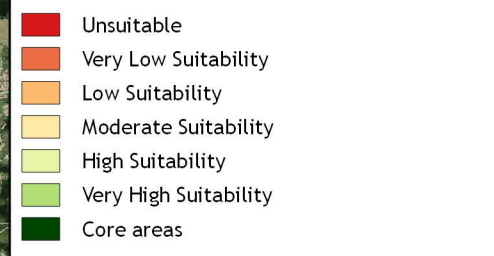 Unsuitable
Very Low Suitability
Low Suitability
Moderate Suitability
High Suitability
Very High Suitability
Core areas